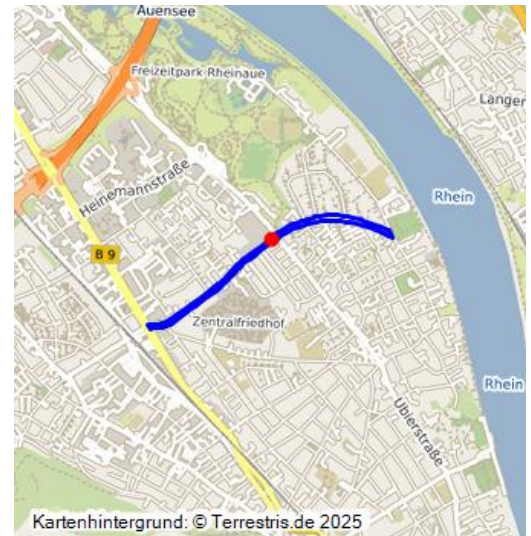 Auensee
Freizeitpark Rheinaue
Langer
Heinemannstraße
Rhein
B 9
Zentralfriedhof
Rhein
Ubierstraße
Kartenhintergrund: © Terrestris.de 2025